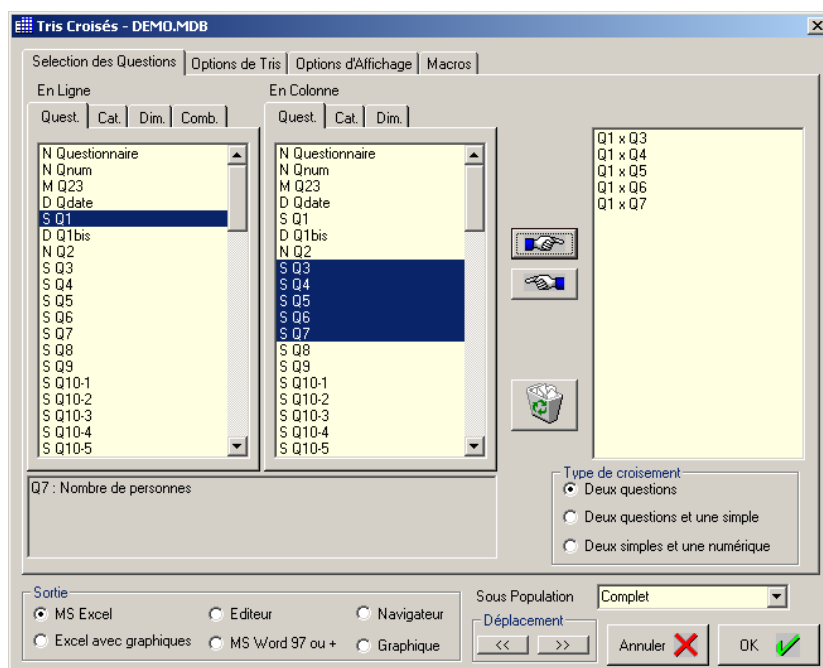 Tris Croisés - DEMO.MDB
Selection des Questions
Options de Tris
Options d'Affichage
Macros
En Ligne
Quest.
Cat.
Dim.
Comb.
N Questionnaire
N Qnum
M Q23
D Qdate
S Q1
D Q1bis
N Q2
S Q3
S Q4
S Q5
S Q6
S Q7
S Q8
S Q9
S Q10-1
S Q10-2
S Q10-3
S Q10-4
S Q10-5
En Colonne
Quest.
Cat.
Dim.
N Questionnaire
N Qnum
M Q23
D Qdate
S Q1
D Q1bis
N Q2
S Q3
S Q4
S Q5
S Q6
S Q7
S Q8
S Q9
S Q10-1
S Q10-2
S Q10-3
S Q10-4
S Q10-5
Q1 x Q3
Q1 x Q4
Q1 x Q5
Q1 x Q6
Q1 x Q7
Q7 : Nombre de personnes
Type de croisement
Deux questions
Deux questions et une simple
Deux simples et une numérique
Sortie
MS Excel
Editeur
Navigateur
Excel avec graphiques
MS Word 97 ou +
Graphique
Sous Population
Complet
Déplacement
<<
>>
Annuler
OK